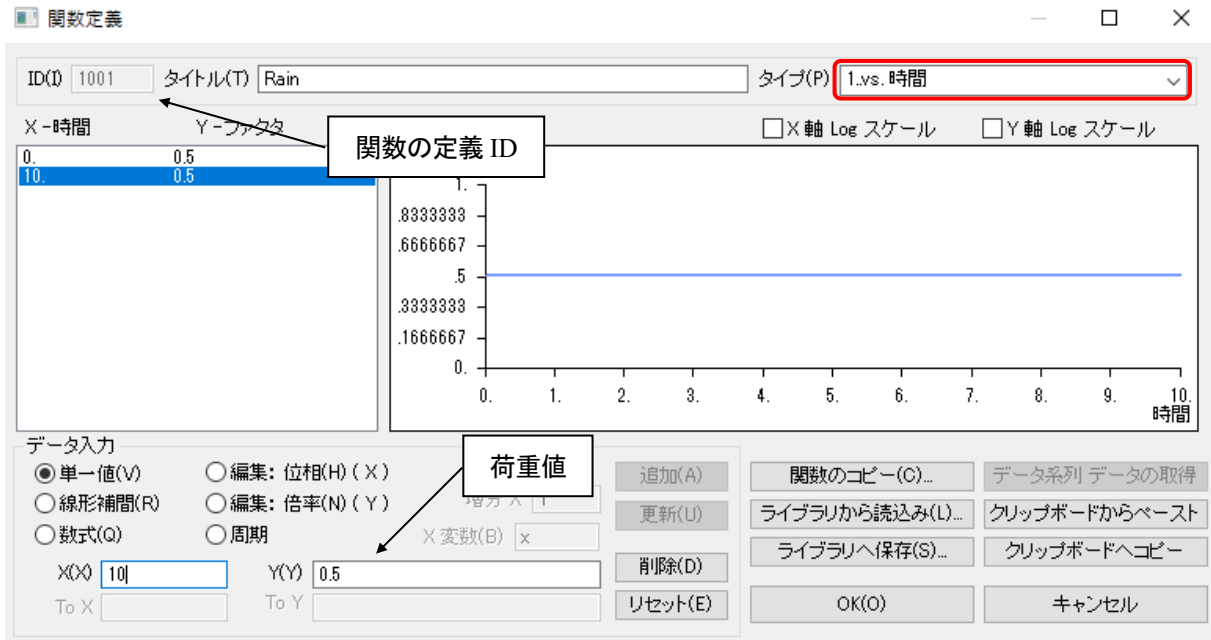 関数定義
ID(I) 1001 タイトル(T) Rain タイプ(P) 1..vs. 時間
X -時間 Y -ファクタ □X 軸 Log スケール □Y 軸 Log スケール
関数の定義 ID
0. 0.5
10. 0.5
1.
.8333333
.6666667
.5
.3333333
.1666667
0.
0. 1. 2. 3. 4. 5. 6. 7. 8. 9. 10.
時間
データ入力
単一値(V) 編集: 位相(H) ( X )
線形補間(R) 編集: 倍率(N) ( Y )
数式(Q) 周期
荷重値
増分 X 1
X 変数(B) x
X(X) 10 Y(Y) 0.5
To X To Y
追加(A)
更新(U)
削除(D)
リセット(E)
関数のコピー(C)... データ系列 データの取得
ライブラリから読込み(L)... クリップボードからペースト
ライブラリへ保存(S)... クリップボードへコピー
OK(O) キャンセル